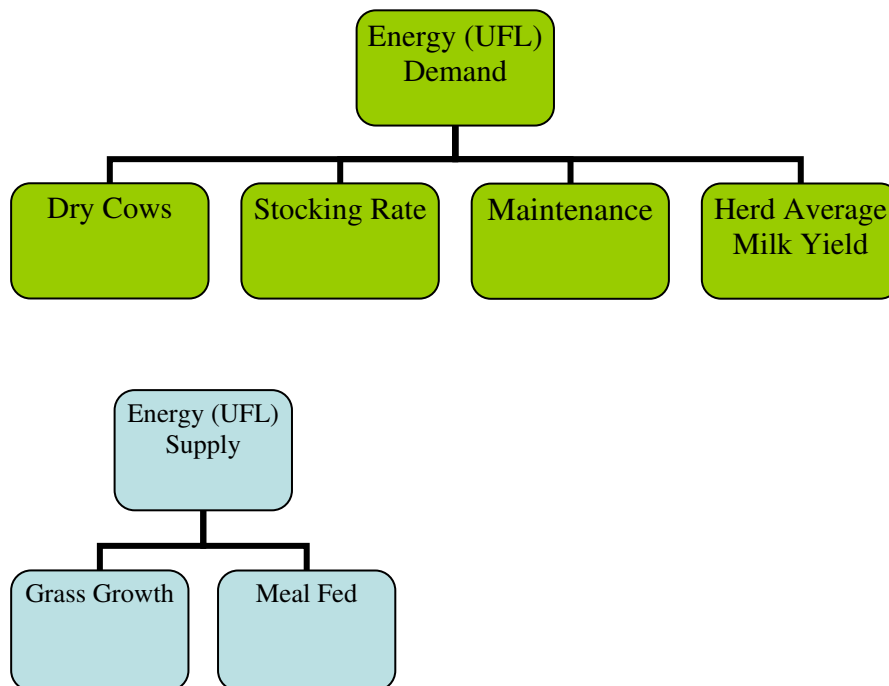 Energy (UFL)
Demand
Dry Cows
Stocking Rate
Maintenance
Herd Average
Milk Yield
Energy (UFL)
Supply
Grass Growth
Meal Fed